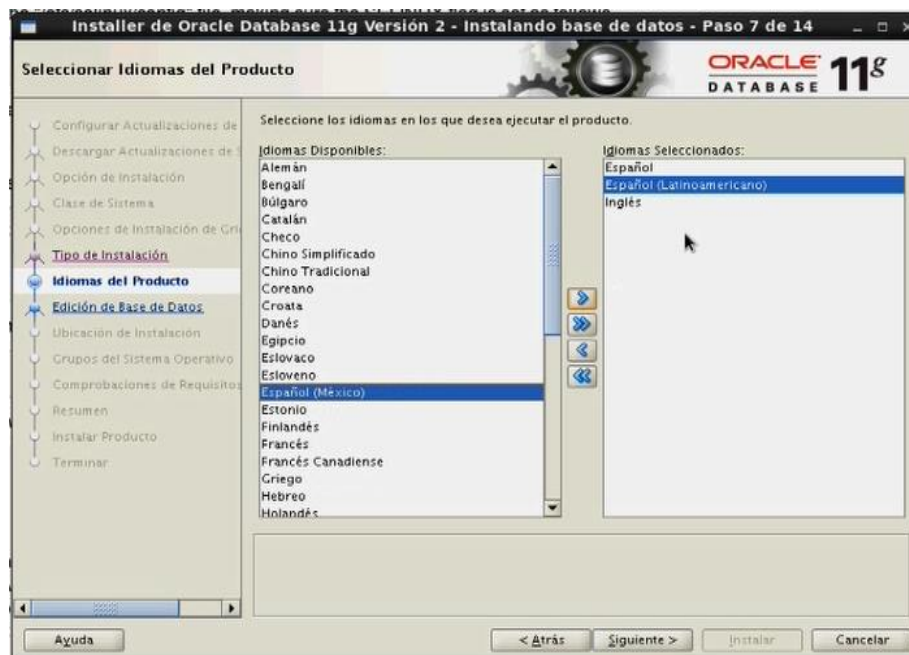 Installer de Oracle Database 11g Versión 2 - Instalando base de datos - Paso 7 de 14
Seleccionar Idiomas del Producto
ORACLE
DATABASE
11g
Configurar Actualizaciones de
Descargar Actualizaciones de S
Opción de Instalación
Clase de Sistema
Opciones de Instalación de Gri
Tipo de Instalación
Idiomas del Producto
Edición de Base de Datos
Ubicación de Instalación
Grupos del Sistema Operativo
Comprobaciones de Requisitos
Resumen
Instalar Producto
Terminar
Seleccione los idiomas en los que desea ejecutar el producto.
Idiomas Disponibles:
Alemán
Bengalí
Búlgaro
Catalán
Checo
Chino Simplificado
Chino Tradicional
Coreano
Croata
Danés
Egipcio
Eslovaco
Esloveno
Español (México)
Estonio
Finlandés
Francés
Francés Canadiense
Griego
Hebreo
Holandés
Idiomas Seleccionados:
Español
Español (Latinoamericano)
Inglés
Ayuda
< Atrás
Siguiente >
Instalar
Cancelar